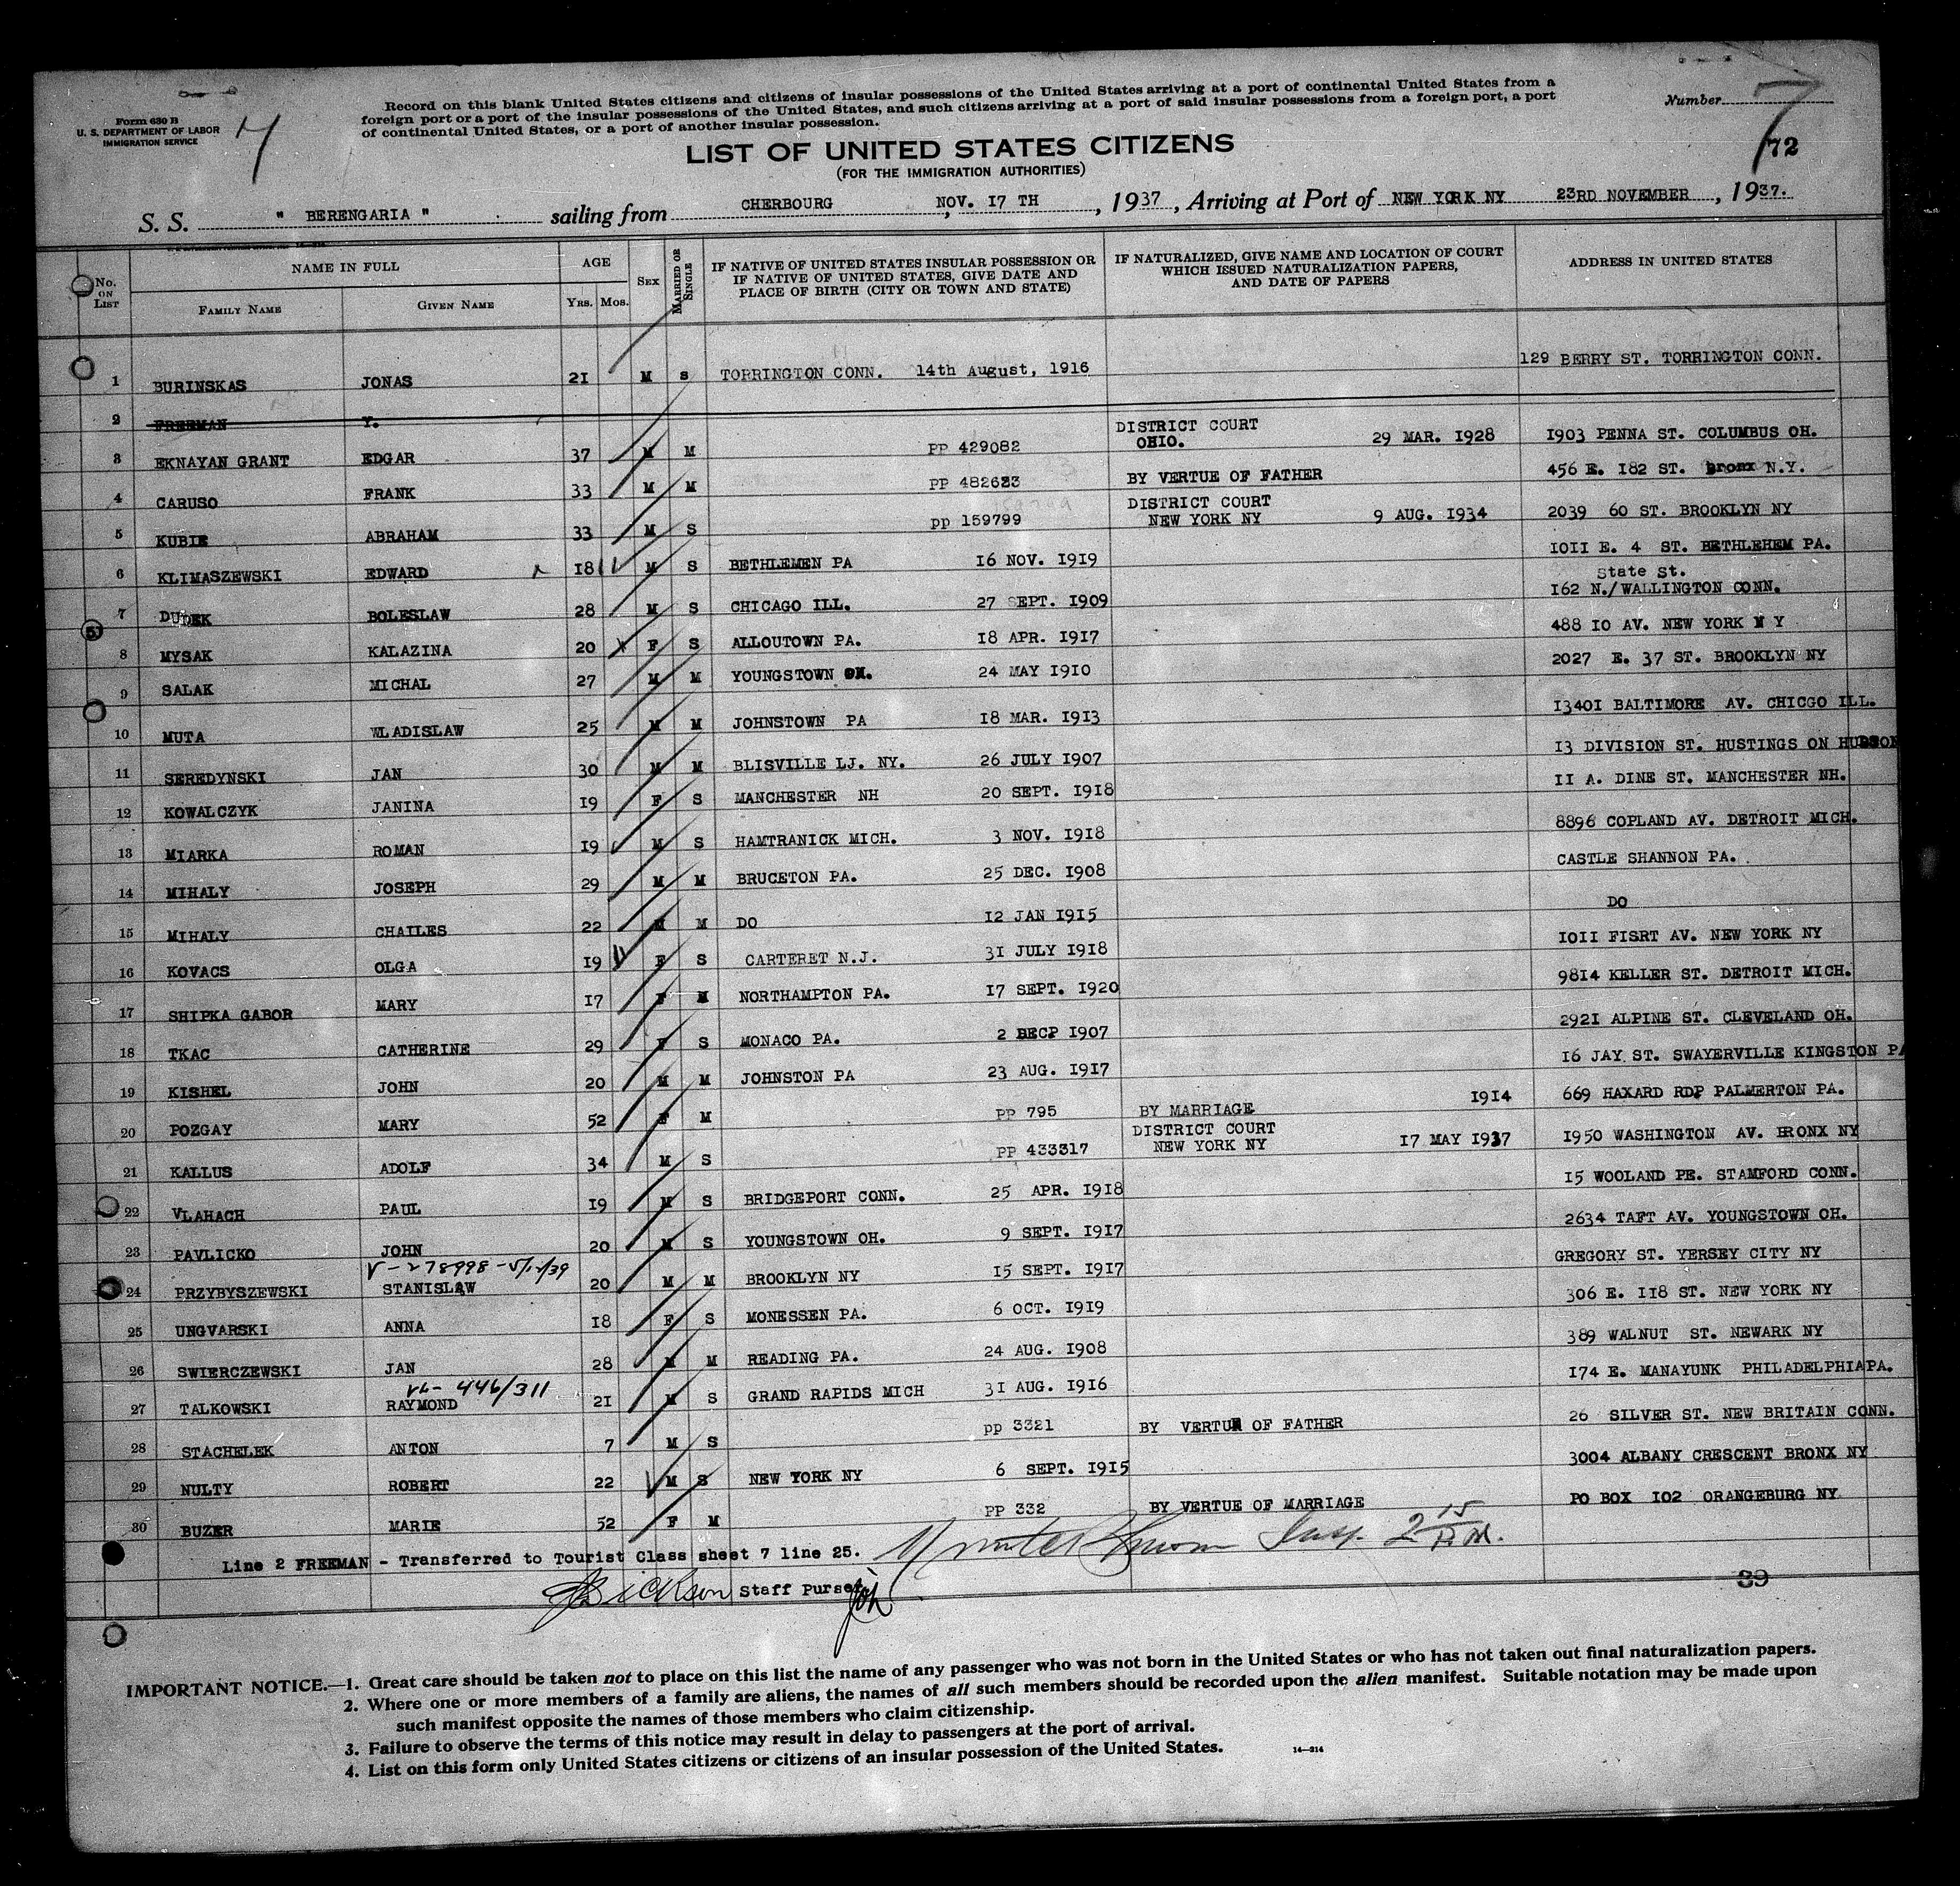 Form 630 B
U. S. DEPARTMENT OF LABOR
IMMIGRATION SERVICE
4
Record on this blank United States citizens and citizens of insular possessions of the United States arriving at a port of continental United States from a
foreign port or a port of the insular possessions of the United States, and such citizens arriving at a port of said insular possessions from a foreign port, a port
of continental United States, or a port of another insular possession.
Number 7
72
LIST OF UNITED STATES CITIZENS
(FOR THE IMMIGRATION AUTHORITIES)
S. S. " BERENGARIA " sailing from CHERBOURG NOV. 17 TH, 1937, Arriving at Port of NEW YORK NY 23RD NOVEMBER, 1937.
No. ON LIST NAME IN FULL FAMILY NAME GIVEN NAME AGE YRS. MOS. SEX MARRIED OR SINGLE IF NATIVE OF UNITED STATES INSULAR POSSESSION OR IF NATIVE OF UNITED STATES, GIVE DATE AND PLACE OF BIRTH (CITY OR TOWN AND STATE) IF NATURALIZED, GIVE NAME AND LOCATION OF COURT WHICH ISSUED NATURALIZATION PAPERS, AND DATE OF PAPERS ADDRESS IN UNITED STATES
1 BURINSKAS JONAS 21 M S TORRINGTON CONN. 14th August, 1916 129 BERRY ST. TORRINGTON CONN.
2 FREEMAN Y.
3 EKNAYAN GRANT EDGAR 37 M M PP 429082 DISTRICT COURT OHIO. 29 MAR. 1928 1903 PENNA ST. COLUMBUS OH.
4 CARUSO FRANK 33 M M PP 482683 BY VERTUE OF FATHER 456 E. 182 ST. Bronx N.Y.
5 KUBIE ABRAHAM 33 M S PP 159799 DISTRICT COURT NEW YORK NY 9 AUG. 1934 2039 60 ST. BROOKLYN NY
6 KLIMASZEWSKI EDWARD 18 M S BETHLEMEN PA 16 NOV. 1919 1011 E. 4 ST. BETHLEHEM PA.
7 DUDEK BOLESLAW 28 M S CHICAGO ILL. 27 SEPT. 1909 State St. 162 N./WALLINGTON CONN.
8 MYSAK KALAZINA 20 F S ALLOUTOWN PA. 18 APR. 1917 488 10 AV. NEW YORK N Y
9 SALAK MICHAL 27 M M YOUNGSTOWN OH. 24 MAY 1910 2027 E. 37 ST. BROOKLYN NY
10 MUTA WLADISLAW 25 M M JOHNSTOWN PA 18 MAR. 1913 13401 BALTIMORE AV. CHICGO ILL.
11 SEREDYNSKI JAN 30 M M BLISVILLE LJ. NY. 26 JULY 1907 13 DIVISION ST. HUSTINGS ON HUDSON
12 KOWALCZYK JANINA 19 F S MANCHESTER NH 20 SEPT. 1918 11 A. DINE ST. MANCHESTER NH.
13 MIARKA ROMAN 19 M S HAMTRANICK MICH. 3 NOV. 1918 8896 COPLAND AV. DETROIT MICH.
14 MIHALY JOSEPH 29 M M BRUCETON PA. 25 DEC. 1908 CASTLE SHANNON PA.
15 MIHALY CHAILES 22 M M DO 12 JAN 1915 DO
16 KOVACS OLGA 19 F S CARTERET N.J. 31 JULY 1918 1011 FISRT AV. NEW YORK NY
17 SHIPKA GABOR MARY 17 F M NORTHAMPTON PA. 17 SEPT. 1920 9814 KELLER ST. DETROIT MICH.
18 TKAC CATHERINE 29 F S MONACO PA. 2 DECP 1907 2921 ALPINE ST. CLEVELAND OH.
19 KISHEL JOHN 20 M M JOHNSTON PA 23 AUG. 1917 16 JAY ST. SWAYERVILLE KINGSTON PA
20 POZGAY MARY 52 F M PP 795 BY MARRIAGE 1914 669 HAXARD RDP PALMERTON PA.
21 KALLUS ADOLF 34 M S PP 433317 DISTRICT COURT NEW YORK NY 17 MAY 1937 1950 WASHINGTON AV. BRONX NY
22 VLAHACH PAUL 19 M S BRIDGEPORT CONN. 25 APR. 1918 15 WOOLAND PE. STAMFORD CONN.
23 PAVLICKO JOHN 20 M S YOUNGSTOWN OH. 9 SEPT. 1917 2634 TAFT AV. YOUNGSTOWN OH.
V-278998-5/12/39
24 PRZYBYSZEWSKI STANISLAW 20 M M BROOKLYN NY 15 SEPT. 1917 GREGORY ST. YERSEY CITY NY
25 UNGVARSKI ANNA 18 F S MONESSEN PA. 6 OCT. 1919 306 E. 118 ST. NEW YORK NY
26 SWIERCZEWSKI JAN 28 M M READING PA. 24 AUG. 1908 389 WALNUT ST. NEWARK NY
446/311
27 TALKOWSKI RAYMOND 21 M S GRAND RAPIDS MICH 31 AUG. 1916 174 E. MANAYUNK PHILADELPHIAPA.
28 STACHELEK ANTON 7 M S PP 3321 BY VERTUE OF FATHER 26 SILVER ST. NEW BRITAIN CONN.
29 NULTY ROBERT 22 M S NEW YORK NY 6 SEPT. 1915 3004 ALBANY CRESCENT BRONX NY
30 BUZER MARIE 52 F M PP 332 BY VERTUE OF MARRIAGE PO BOX 102 ORANGEBURG NY
Line 2 FREEMAN - Transferred to Tourist Class sheet 7 line 25. Insp. 2 15 P.M.
Dickson Staff Purser
39
IMPORTANT NOTICE.—1. Great care should be taken not to place on this list the name of any passenger who was not born in the United States or who has not taken out final naturalization papers.
2. Where one or more members of a family are aliens, the names of all such members should be recorded upon the alien manifest. Suitable notation may be made upon
such manifest opposite the names of those members who claim citizenship.
3. Failure to observe the terms of this notice may result in delay to passengers at the port of arrival.
4. List on this form only United States citizens or citizens of an insular possession of the United States.
14—214